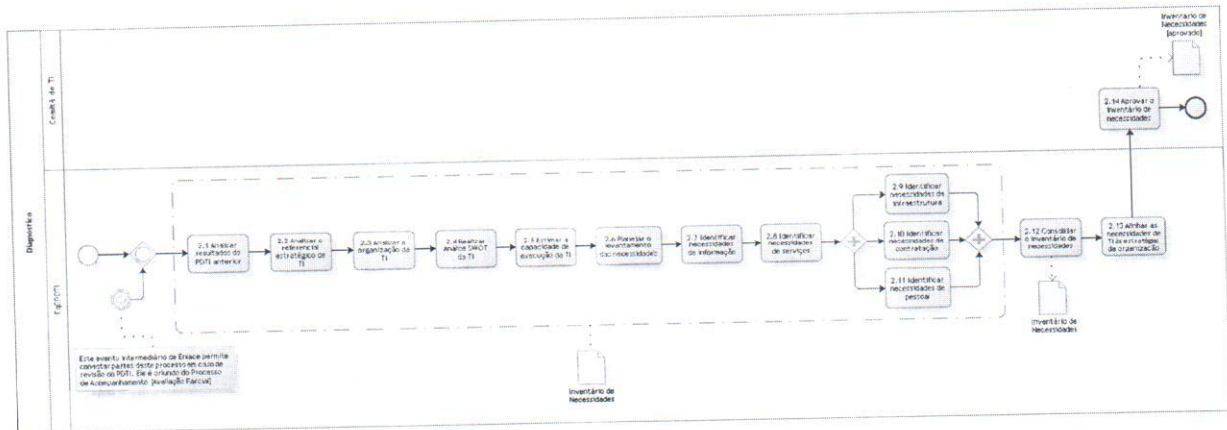 Diagnóstico
Comitê de TI
EqEPDTI
Inventário de
Necessidades
[aprovado]
2.14 Aprovar o
inventário de
necessidades
2.1 Analisar
resultados do
PDTI anterior
2.2 Analisar o
referencial
estratégico de
TI
2.3 Analisar a
organização da
TI
2.4 Realizar
Análise SWOT
da TI
2.5 Estimar a
capacidade de
execução da TI
2.6 Planejar o
levantamento
das necessidades
2.7 Identificar
necessidades
de informação
2.8 Identificar
necessidades
de serviços
2.9 Identificar
necessidades de
infraestrutura
2.10 Identificar
necessidades de
contratação
2.11 Identificar
necessidades de
pessoal
2.12 Consolidar
o inventário de
necessidades
2.13 Alinhar as
necessidades de
TI às estratégias
da organização
Inventário de
Necessidades
Este evento intermediário de Enlace permite
conectar partes deste processo em caso de
revisão do PDTI. Ele é oriundo do Processo
de Acompanhamento. [Avaliação Parcial]
Inventário de
Necessidades